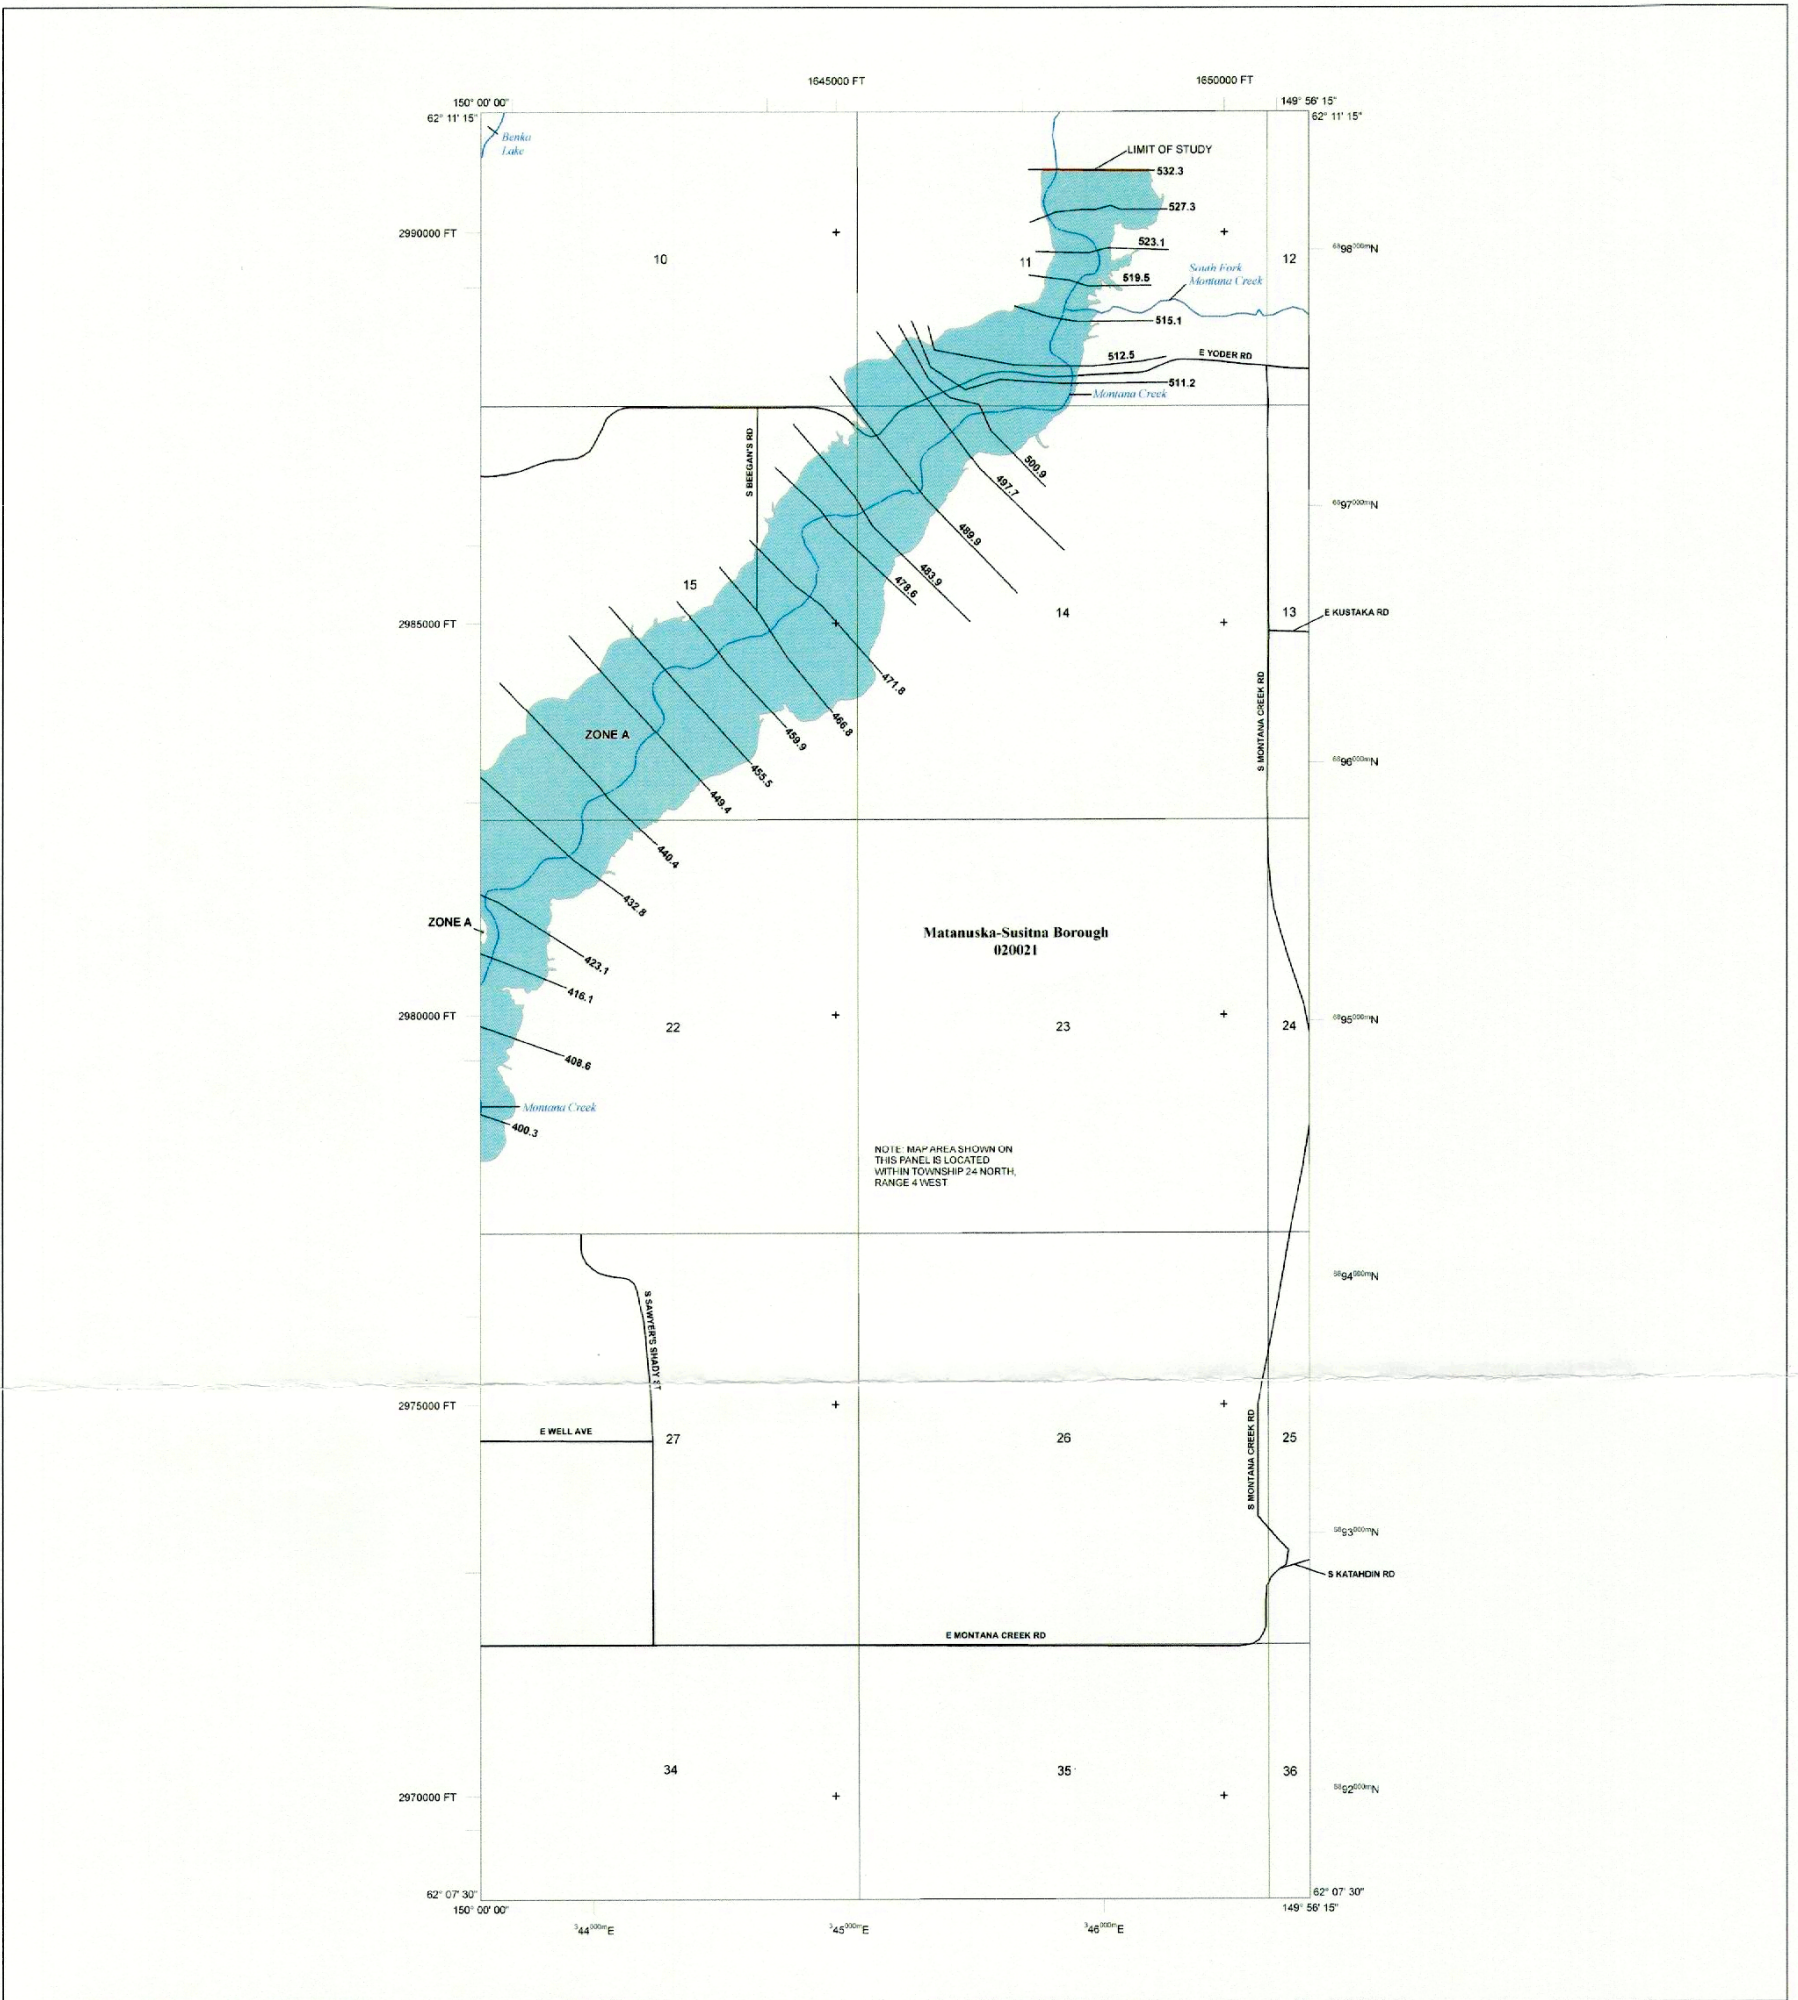 1645000 FT
1650000 FT
150° 00' 00"
149° 56' 15"
62° 11' 15"
62° 11' 15"
Benka
Lake
LIMIT OF STUDY
532.3
527.3
2990000 FT
523.1
6898000mN
10
11
12
South Fork
Montana Creek
519.5
515.1
512.5
E YODER RD
511.2
Montana Creek
S BEEGAN'S RD
500.9
497.7
6897000mN
489.9
483.9
478.6
15
14
13
E KUSTAKA RD
2985000 FT
471.8
S MONTANA CREEK RD
466.8
459.9
ZONE A
455.5
6896000mN
449.4
440.4
432.8
ZONE A
Matanuska-Susitna Borough
020021
423.1
416.1
2980000 FT
22
23
24
6895000mN
408.6
Montana Creek
400.3
NOTE: MAP AREA SHOWN ON
THIS PANEL IS LOCATED
WITHIN TOWNSHIP 24 NORTH,
RANGE 4 WEST
6894000mN
S SAWYER'S SHADY ST
2975000 FT
E WELL AVE
27
26
25
S MONTANA CREEK RD
6893000mN
S KATAHDIN RD
E MONTANA CREEK RD
34
35
36
6892000mN
2970000 FT
62° 07' 30"
62° 07' 30"
150° 00' 00"
149° 56' 15"
344000mE
345000mE
346000mE